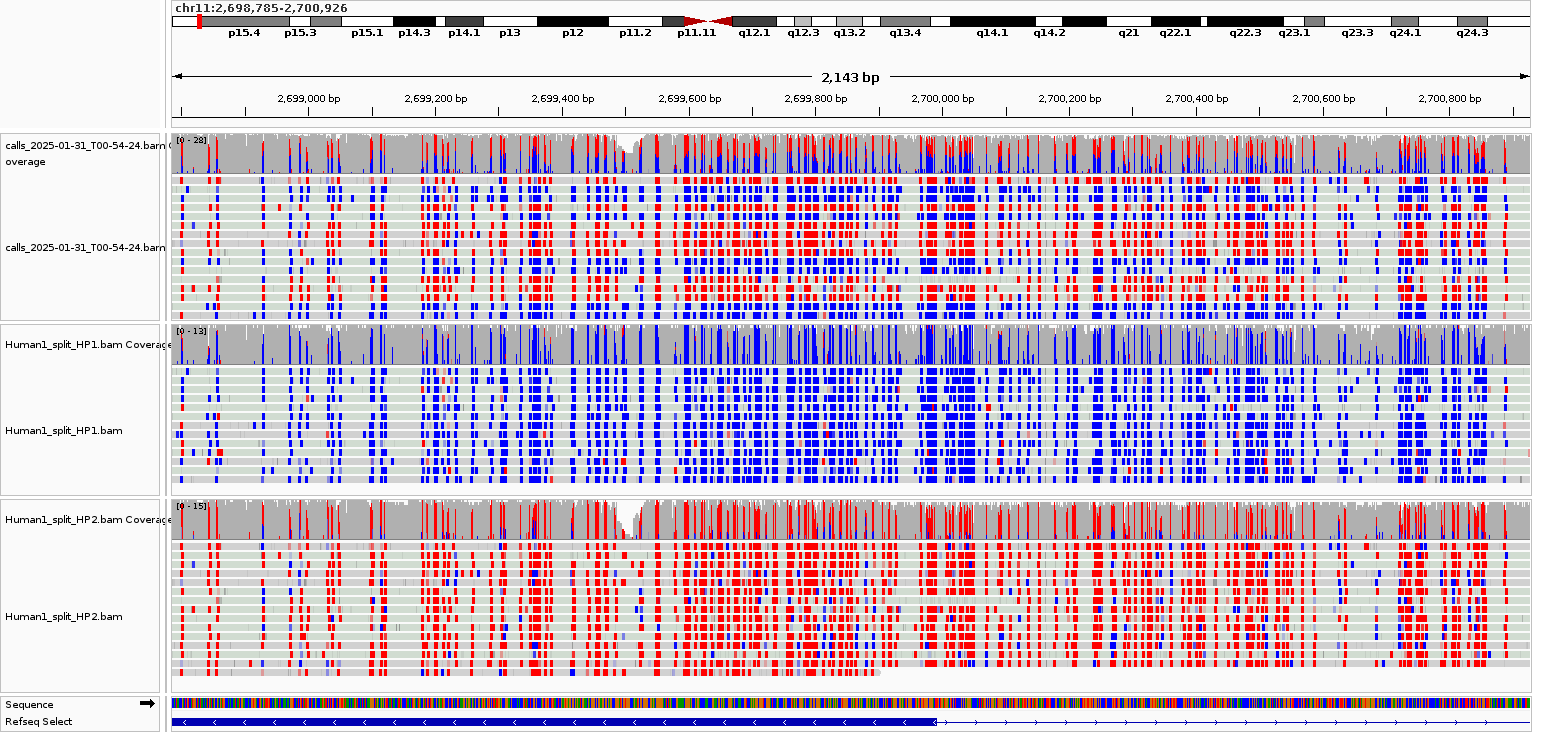 chr11:2,698,785-2,700,926
p15.4 p15.3 p15.1 p14.3 p14.1 p13 p12 p11.2 p11.11 q12.1 q12.3 q13.2 q13.4 q14.1 q14.2 q21 q22.1 q22.3 q23.1 q23.3 q24.1 q24.3
2,143 bp
2,699,000 bp 2,699,200 bp 2,699,400 bp 2,699,600 bp 2,699,800 bp 2,700,000 bp 2,700,200 bp 2,700,400 bp 2,700,600 bp 2,700,800 bp
[0 - 28]
calls_2025-01-31_T00-54-24.bam C
overage
calls_2025-01-31_T00-54-24.bam
[0 - 13]
Human1_split_HP1.bam Coverage
Human1_split_HP1.bam
[0 - 15]
Human1_split_HP2.bam Coverage
Human1_split_HP2.bam
Sequence
Refseq Select